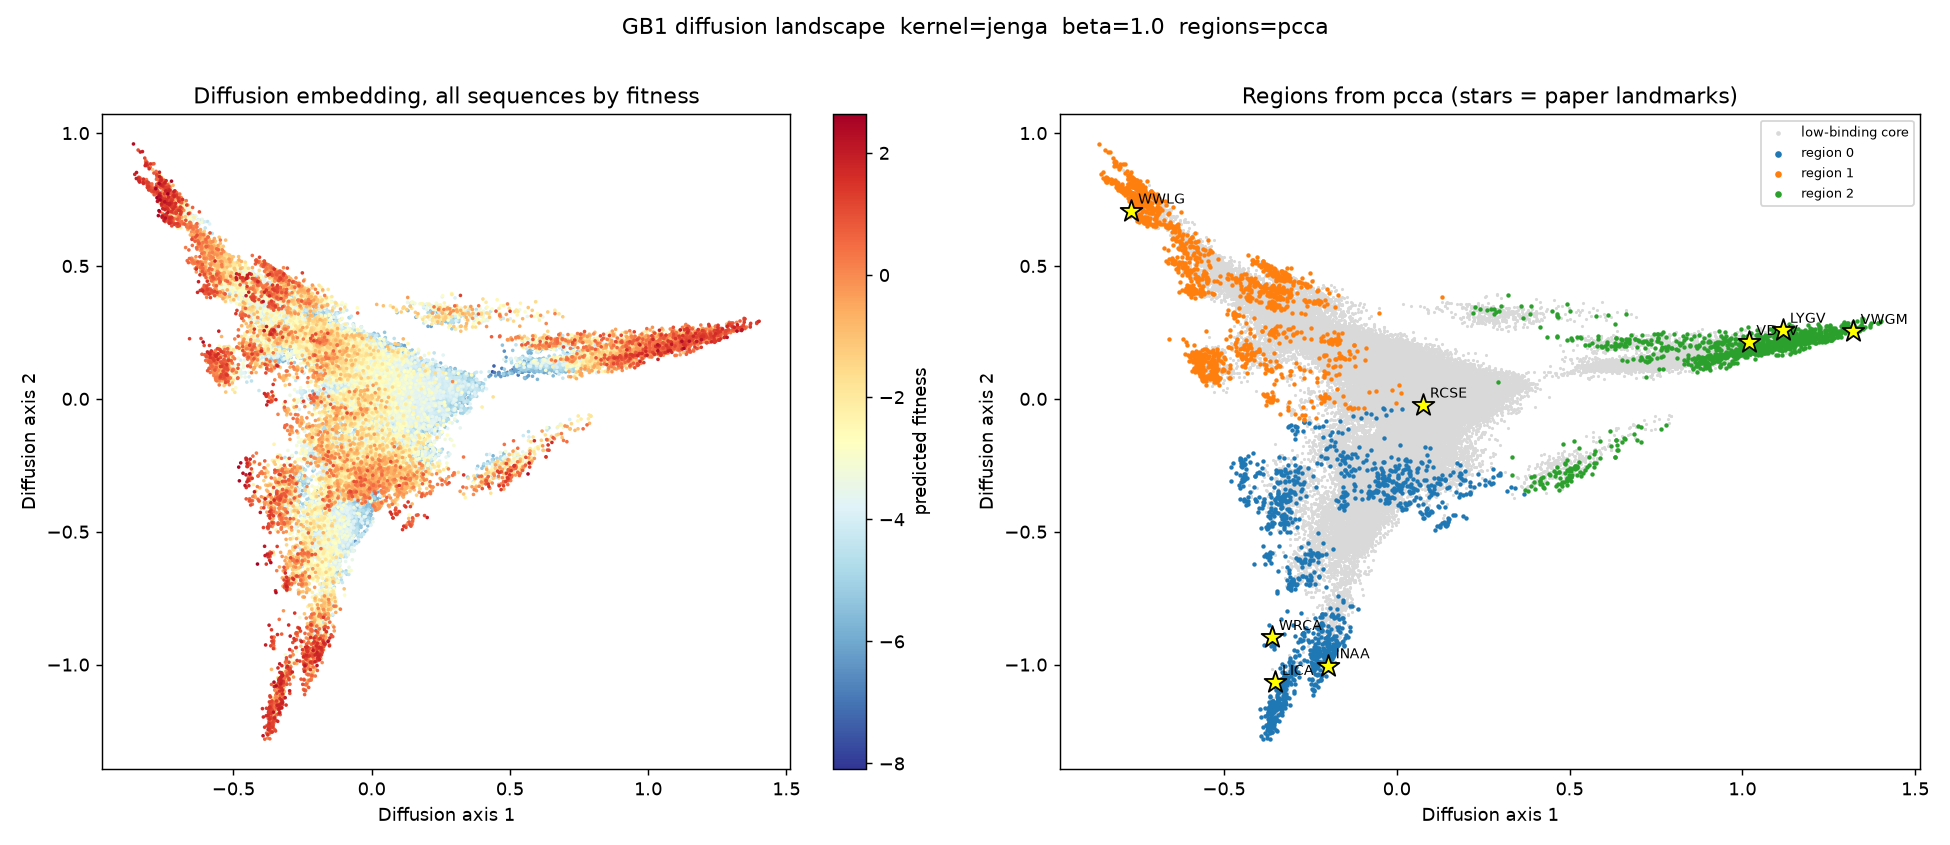 GB1 diffusion landscape  kernel=jenga  beta=1.0  regions=pcca
Diffusion embedding, all sequences by fitness
1.0
0.5
0.0
−0.5
−1.0
Diffusion axis 2
−0.5
0.0
0.5
1.0
1.5
Diffusion axis 1
2
0
−2
−4
−6
−8
predicted fitness
Regions from pcca (stars = paper landmarks)
low-binding core
region 0
region 1
region 2
WWLG
LYGV
VWGM
RCSE
WRCA
INAA
LICA
1.0
0.5
0.0
−0.5
−1.0
Diffusion axis 2
−0.5
0.0
0.5
1.0
1.5
Diffusion axis 1